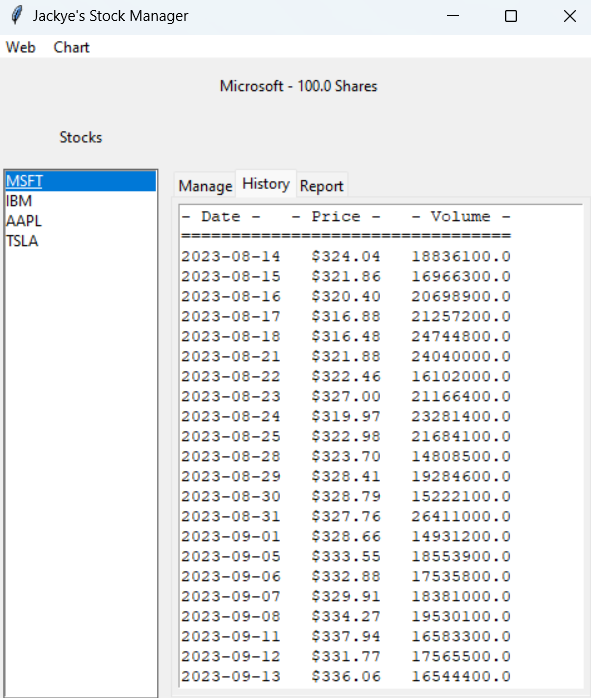 Jackye's Stock Manager
Web Chart
Microsoft - 100.0 Shares
Stocks
MSFT
IBM
AAPL
TSLA
Manage History Report
- Date - - Price - - Volume -
=================================
2023-08-14 $324.04 18836100.0
2023-08-15 $321.86 16966300.0
2023-08-16 $320.40 20698900.0
2023-08-17 $316.88 21257200.0
2023-08-18 $316.48 24744800.0
2023-08-21 $321.88 24040000.0
2023-08-22 $322.46 16102000.0
2023-08-23 $327.00 21166400.0
2023-08-24 $319.97 23281400.0
2023-08-25 $322.98 21684100.0
2023-08-28 $323.70 14808500.0
2023-08-29 $328.41 19284600.0
2023-08-30 $328.79 15222100.0
2023-08-31 $327.76 26411000.0
2023-09-01 $328.66 14931200.0
2023-09-05 $333.55 18553900.0
2023-09-06 $332.88 17535800.0
2023-09-07 $329.91 18381000.0
2023-09-08 $334.27 19530100.0
2023-09-11 $337.94 16583300.0
2023-09-12 $331.77 17565500.0
2023-09-13 $336.06 16544400.0